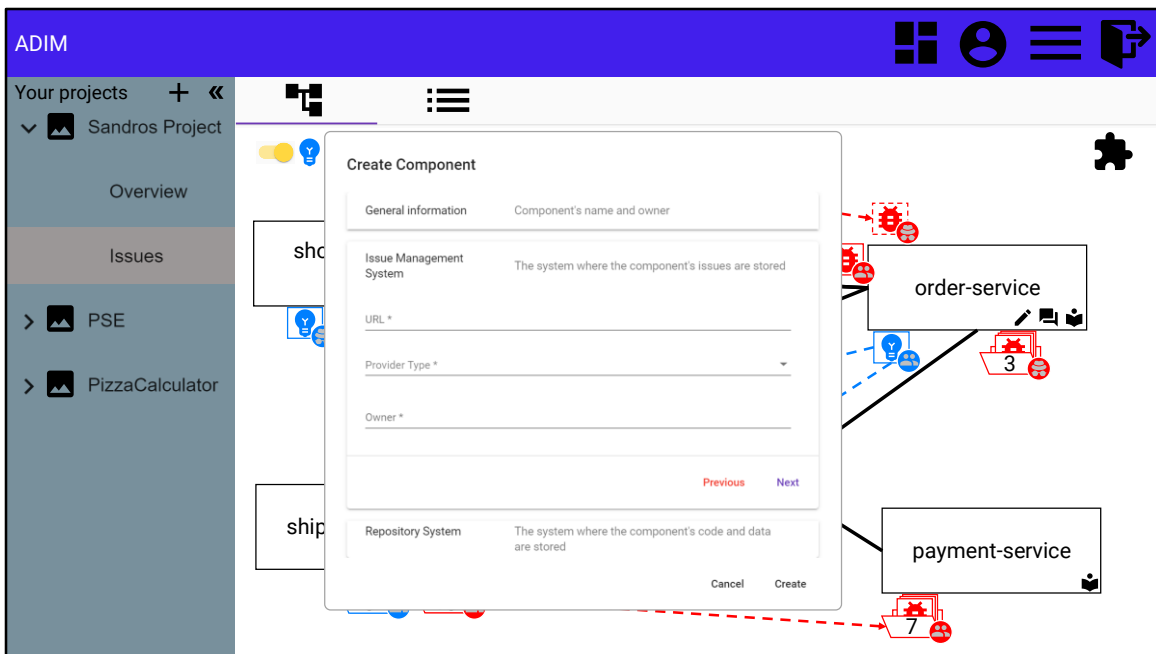 ADIM
Your projects
Sandros Project
Overview
Issues
PSE
PizzaCalculator
Create Component
General information
Component's name and owner
Issue Management
System
The system where the component's issues are stored
URL *
Provider Type *
Owner *
Previous
Next
Repository System
The system where the component's code and data
are stored
Cancel
Create
sho
order-service
3
ship
payment-service
7